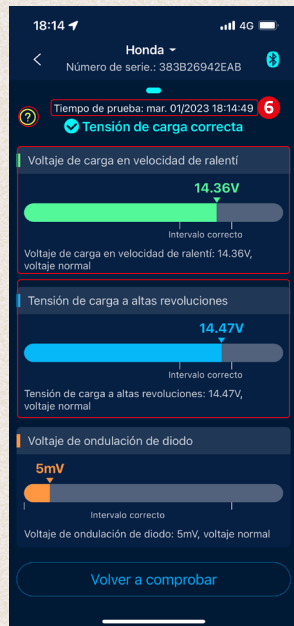 18:14
4G
Honda
Número de serie.: 383B26942EAB
?
Tiempo de prueba: mar. 01/2023 18:14:49
6
Tensión de carga correcta
Voltaje de carga en velocidad de ralentí
14.36V
Intervalo correcto
Voltaje de carga en velocidad de ralentí: 14.36V,
voltaje normal
Tensión de carga a altas revoluciones
14.47V
Intervalo correcto
Tensión de carga a altas revoluciones: 14.47V,
voltaje normal
Voltaje de ondulación de diodo
5mV
Intervalo correcto
Voltaje de ondulación de diodo: 5mV, voltaje normal
Volver a comprobar